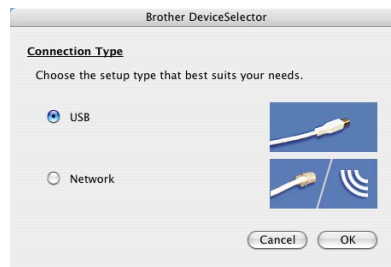 Brother DeviceSelector
Connection Type
Choose the setup type that best suits your needs.
USB
Network
Cancel
OK